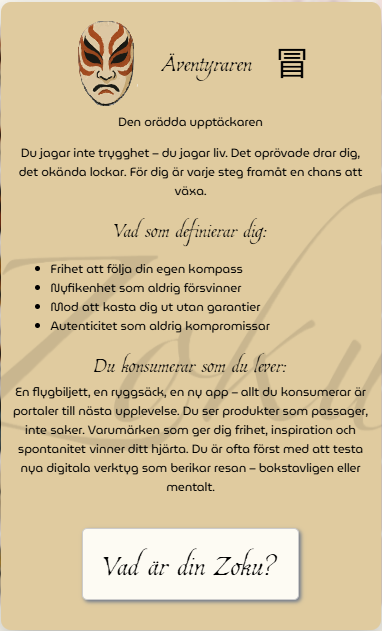 Äventyraren
Den orädda upptäckaren
Du jagar inte trygghet – du jagar liv. Det oprövade drar dig,
det okända lockar. För dig är varje steg framåt en chans att
växa.
Vad som definierar dig:
• Frihet att följa din egen kompass
• Nyfikenhet som aldrig försvinner
• Mod att kasta dig ut utan garantier
• Autenticitet som aldrig kompromissar
Du konsumerar som du lever:
En flygbiljett, en ryggsäck, en ny app – allt du konsumerar är
portaler till nästa upplevelse. Du ser produkter som passager,
inte saker. Varumärken som ger dig frihet, inspiration och
spontanitet vinner ditt hjärta. Du är ofta först med att testa
nya digitala verktyg som berikar resan – bokstavligen eller
mentalt.
Zoku
Vad är din Zoku?